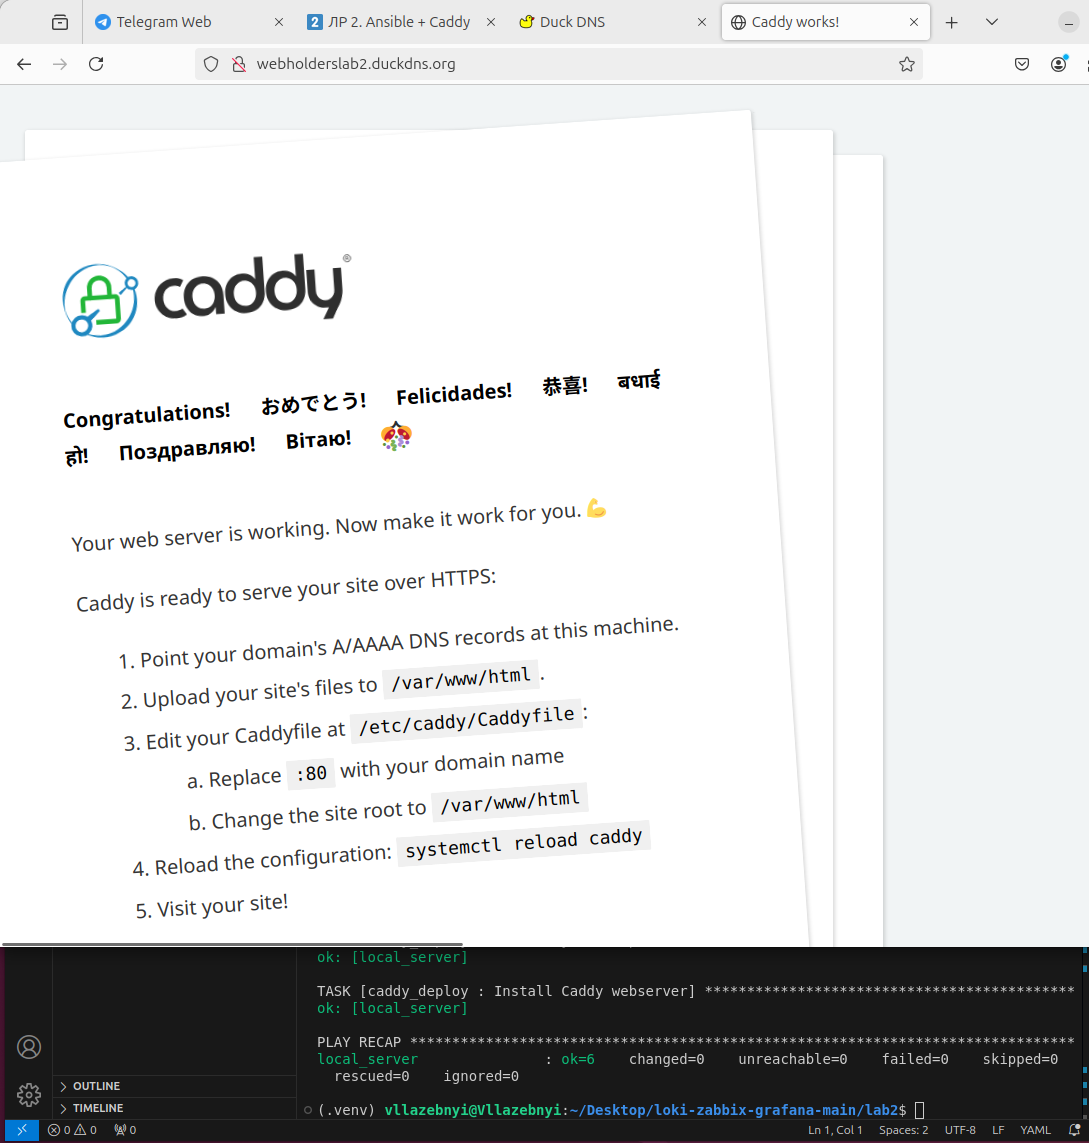 Telegram Web
2 ЛР 2. Ansible + Caddy
Duck DNS
Caddy works!
webholderslab2.duckdns.org
caddy®
Congratulations! おめでとう! Felicidades! 恭喜! बधाई
हो! Поздравляю! Вітаю!
Your web server is working. Now make it work for you.
Caddy is ready to serve your site over HTTPS:
1. Point your domain's A/AAAA DNS records at this machine.
2. Upload your site's files to /var/www/html.
3. Edit your Caddyfile at /etc/caddy/Caddyfile:
a. Replace :80 with your domain name
b. Change the site root to /var/www/html
4. Reload the configuration: systemctl reload caddy
5. Visit your site!
ok: [local_server]
TASK [caddy_deploy : Install Caddy webserver] ********************************************
ok: [local_server]
PLAY RECAP *******************************************************************************
local_server : ok=6 changed=0 unreachable=0 failed=0 skipped=0
rescued=0 ignored=0
(.venv) vllazebnyi@Vllazebnyi:~/Desktop/loki-zabbix-grafana-main/lab2$
OUTLINE
TIMELINE
0 0 0 Ln 1, Col 1 Spaces: 2 UTF-8 LF YAML